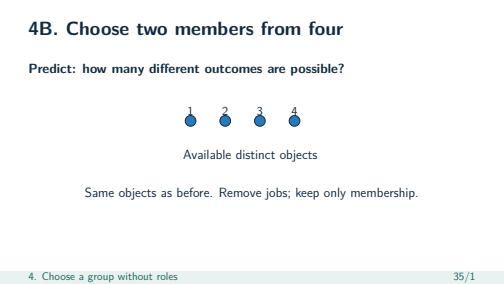 4B. Choose two members from four
Predict: how many different outcomes are possible?
1 2 3 4
Available distinct objects
Same objects as before. Remove jobs; keep only membership.
4. Choose a group without roles 35/1